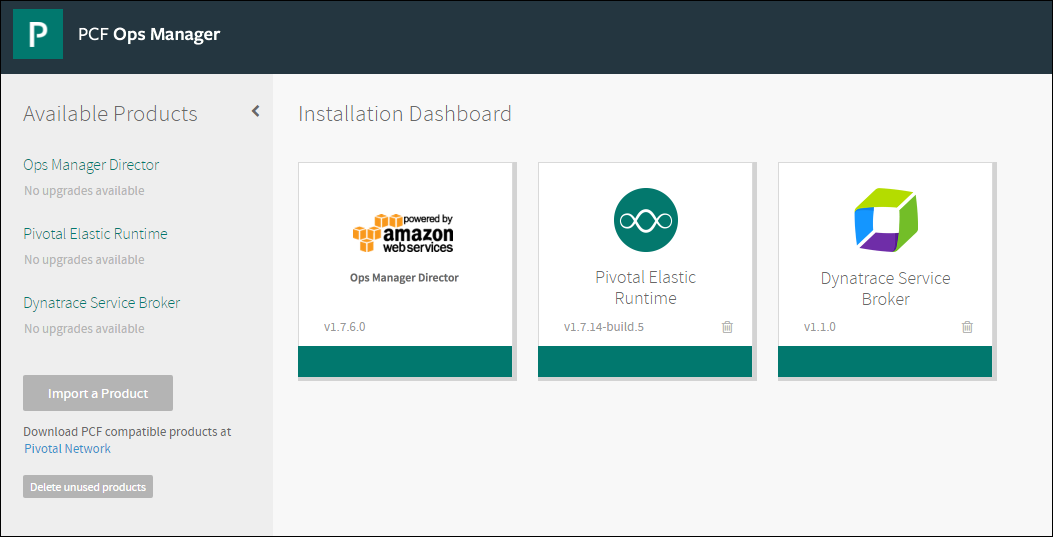 P
PCF Ops Manager
Available Products
Ops Manager Director
No upgrades available
Pivotal Elastic Runtime
No upgrades available
Dynatrace Service Broker
No upgrades available
Import a Product
Download PCF compatible products at
Pivotal Network
Delete unused products
Installation Dashboard
powered by
amazon
web services
Ops Manager Director
v1.7.6.0
Pivotal Elastic
Runtime
v1.7.14-build.5
Dynatrace Service
Broker
v1.1.0